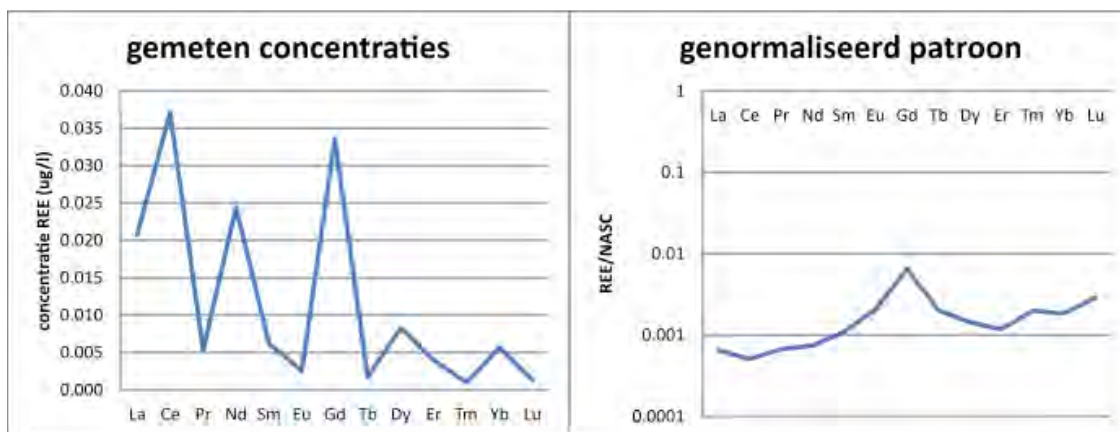 gemeten concentraties
0.040
0.035
0.030
0.025
0.020
0.015
0.010
0.005
0.000
concentratie REE (ug/l)
La Ce Pr Nd Sm Eu Gd Tb Dy Er Tm Yb Lu
genormaliseerd patroon
1
La Ce Pr Nd Sm Eu Gd Tb Dy Er Tm Yb Lu
0.1
0.01
0.001
0.0001
REE/NASC